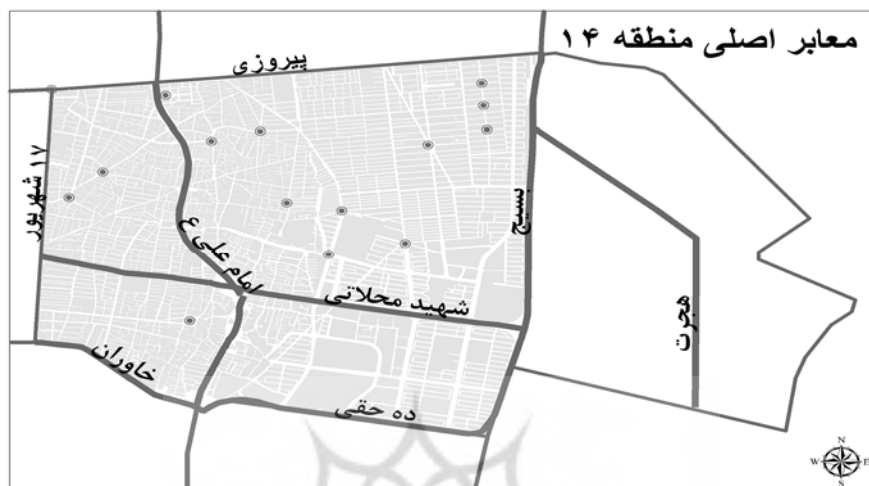 معابر اصلی منطقه ۱۴
پیروزی
۱۷ شهریور
بسیج
امام علی ع
شهید محلاتی
هجرت
خاوران
ده حقی
N
W
E
S